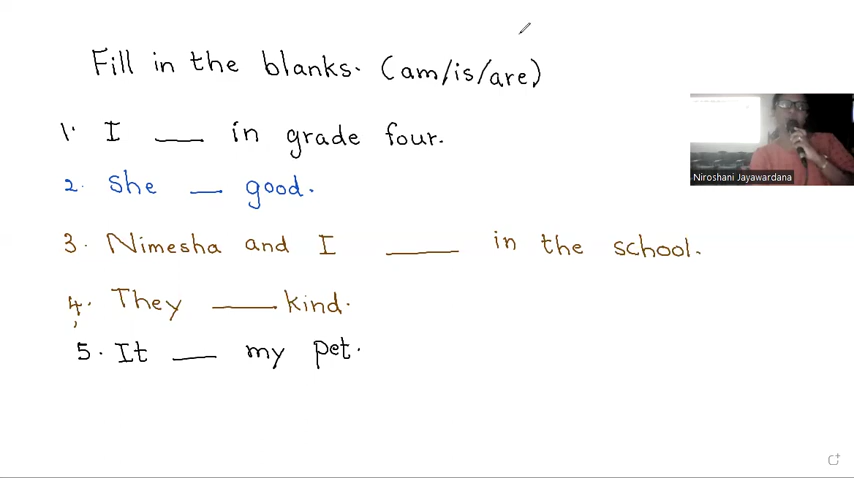 Fill in the blanks. (am/is/are)
1. I ___ in grade four.
2. She ___ good.
3. Nimesha and I ___ in the school.
4. They ___ kind.
5. It ___ my pet.
Niroshani Jayawardana